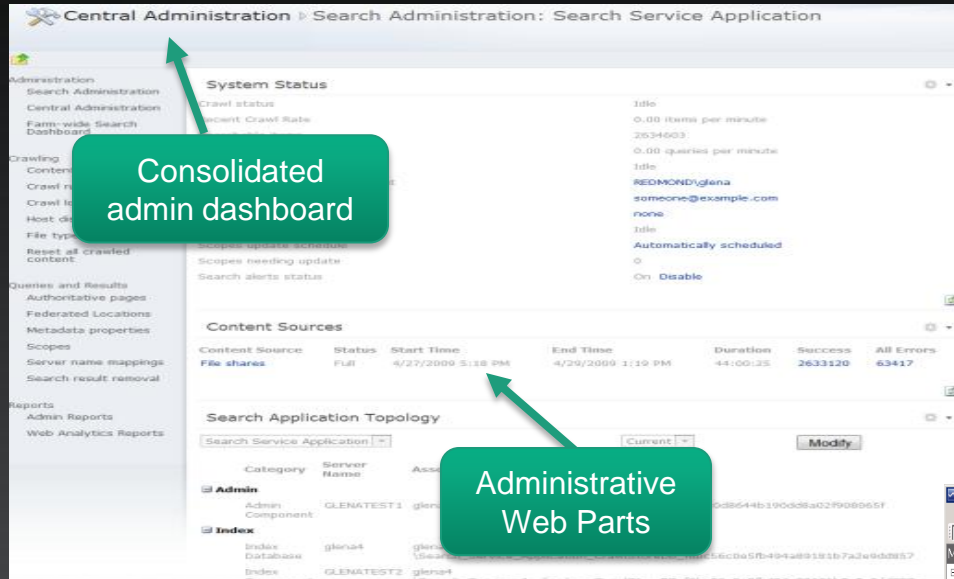 Central Administration ▹ Search Administration: Search Service Application
Administration
Search Administration
Central Administration
Farm-wide Search
Dashboard
Crawling
Crawl
Host
File
Reset all crawled
content
Queries and Results
Authoritative pages
Federated Locations
Metadata properties
Scopes
Server name mappings
Search result removal
Reports
Admin Reports
Web Analytics Reports
Consolidated
admin dashboard
System Status
Crawl status Idle
Recent Crawl Rate 0.00 items per minute
2634603
0.00 queries per minute
Idle
REDMOND\glena
someone@example.com
none
Idle
Scopes update schedule Automatically scheduled
Scopes needing update 0
Search alerts status On Disable
Content Sources
Content Source Status Start Time End Time Duration Success All Errors
File shares Full 4/27/2009 5:18 PM 4/29/2009 1:19 PM 44:00:25 2633120 63417
Search Application Topology
Search Service Application Current Modify
Category Server
Name
Admin
Admin
Component GLENATEST1
Index
Index
Database glena4
Index GLENATEST2 glena4
Administrative
Web Parts